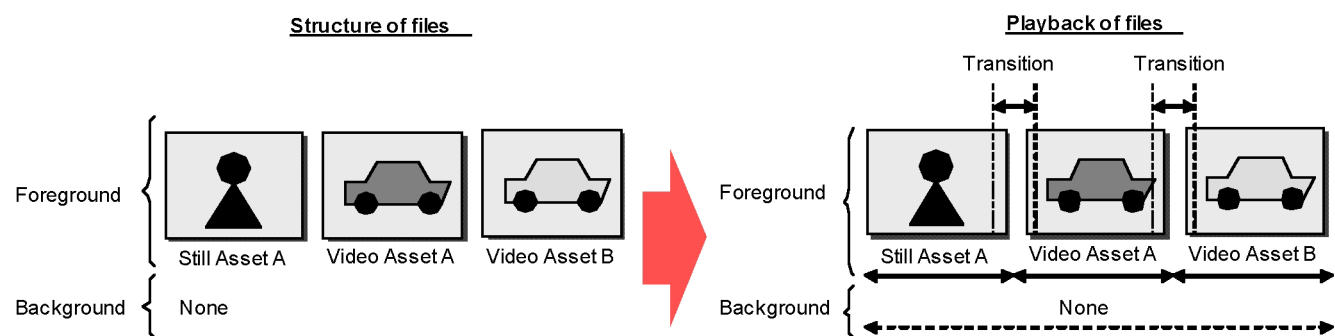 Structure of files
Foreground
Still Asset A
Video Asset A
Video Asset B
Background
None
Playback of files
Transition
Transition
Foreground
Still Asset A
Video Asset A
Video Asset B
Background
None